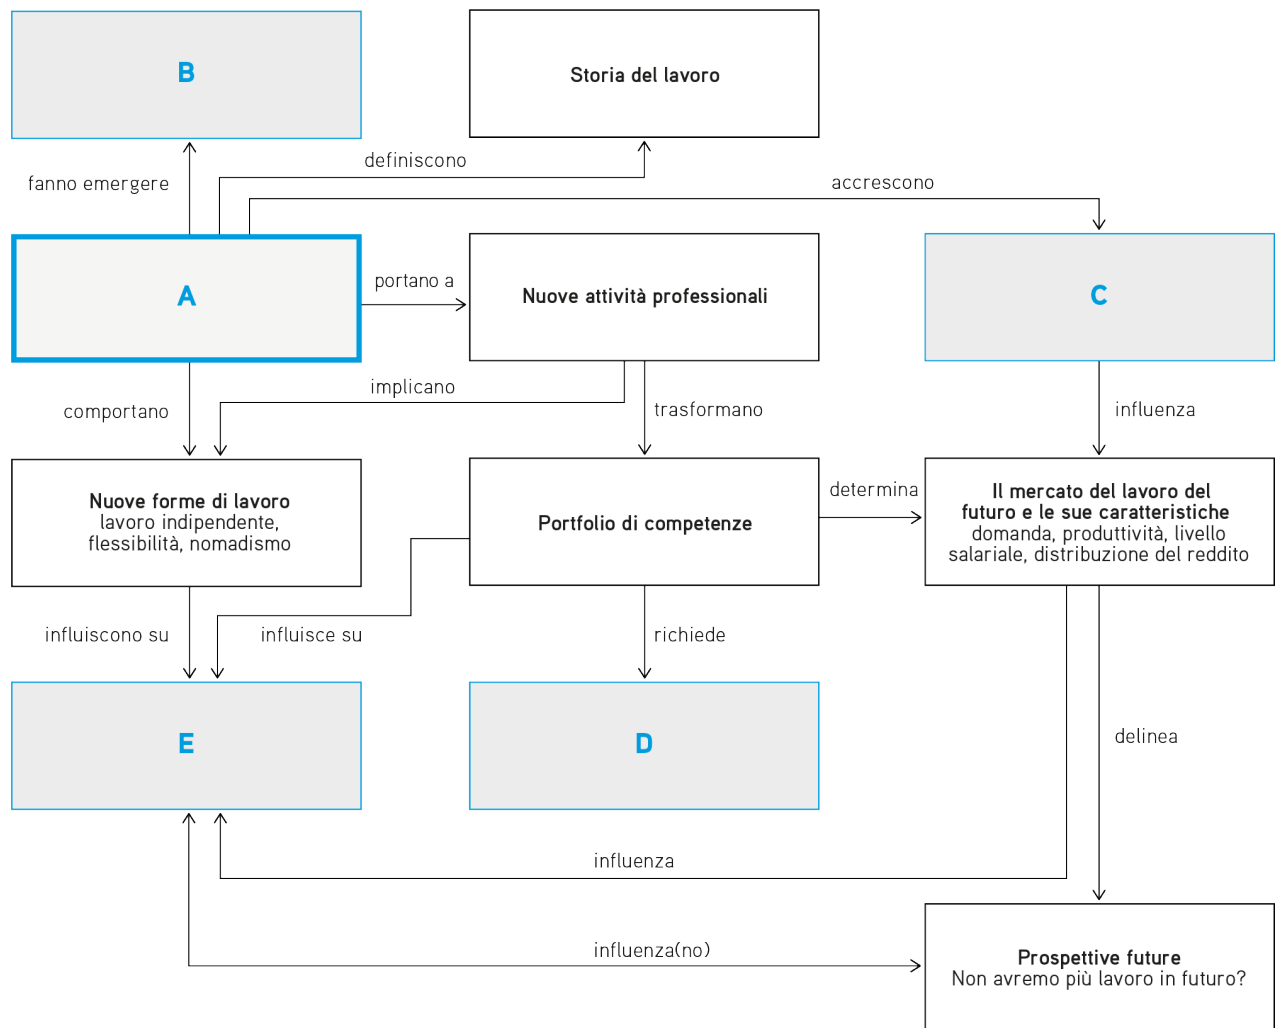 B
Storia del lavoro
definiscono
fanno emergere
accrescono
A
portano a
Nuove attività professionali
C
implicano
comportano
trasformano
influenza
Nuove forme di lavoro
lavoro indipendente,
flessibilità, nomadismo
Portfolio di competenze
determina
Il mercato del lavoro del
futuro e le sue caratteristiche
domanda, produttività, livello
salariale, distribuzione del reddito
influiscono su
influisce su
richiede
E
D
delinea
influenza
influenza(no)
Prospettive future
Non avremo più lavoro in futuro?